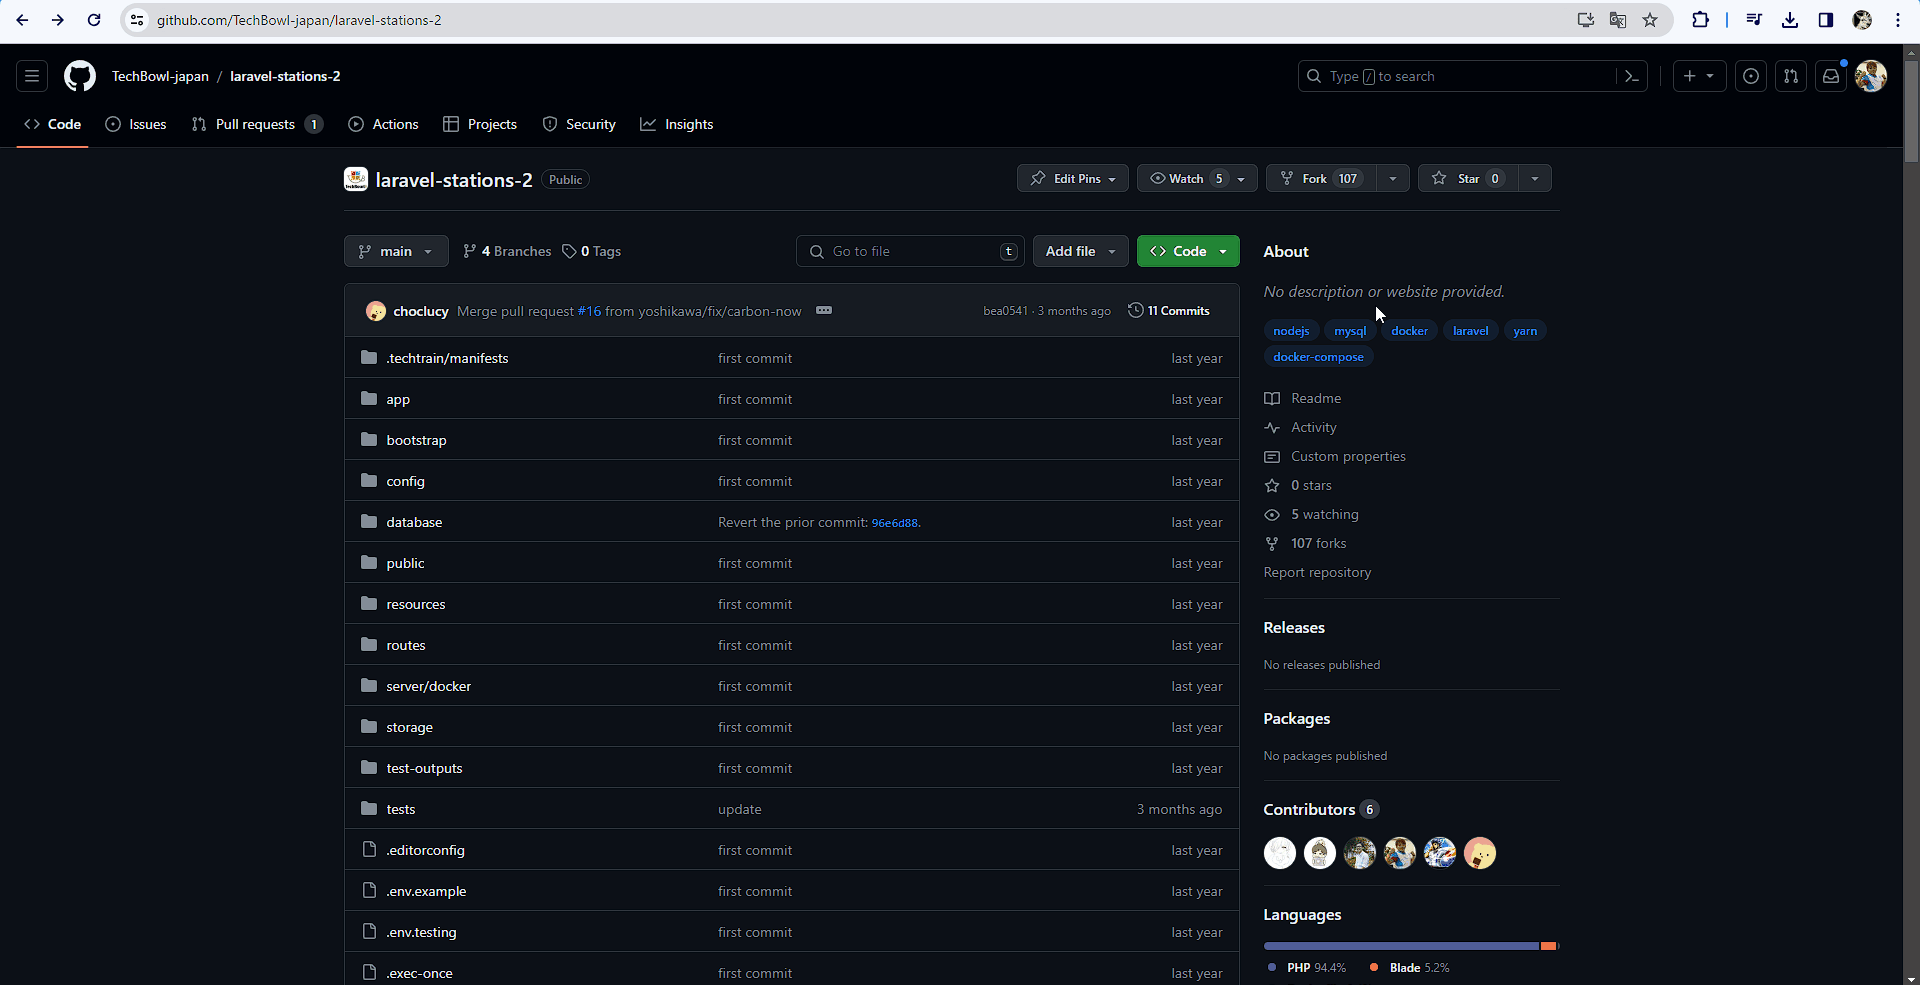 github.com/TechBowl-japan/laravel-stations-2
TechBowl-japan / laravel-stations-2
Type / to search
Code Issues Pull requests 1 Actions Projects Security Insights
laravel-stations-2 Public
Edit Pins Watch 5 Fork 107 Star 0
main 4 Branches 0 Tags
Go to file t Add file Code
choclucy Merge pull request #16 from yoshikawa/fix/carbon-now bea0541 · 3 months ago 11 Commits
.techtrain/manifests first commit last year
app first commit last year
bootstrap first commit last year
config first commit last year
database Revert the prior commit: 96e6d88. last year
public first commit last year
resources first commit last year
routes first commit last year
server/docker first commit last year
storage first commit last year
test-outputs first commit last year
tests update 3 months ago
.editorconfig first commit last year
.env.example first commit last year
.env.testing first commit last year
.exec-once first commit last year
About
No description or website provided.
nodejs mysql docker laravel yarn
docker-compose
Readme
Activity
Custom properties
0 stars
5 watching
107 forks
Report repository
Releases
No releases published
Packages
No packages published
Contributors 6
Languages
PHP 94.4% Blade 5.2%